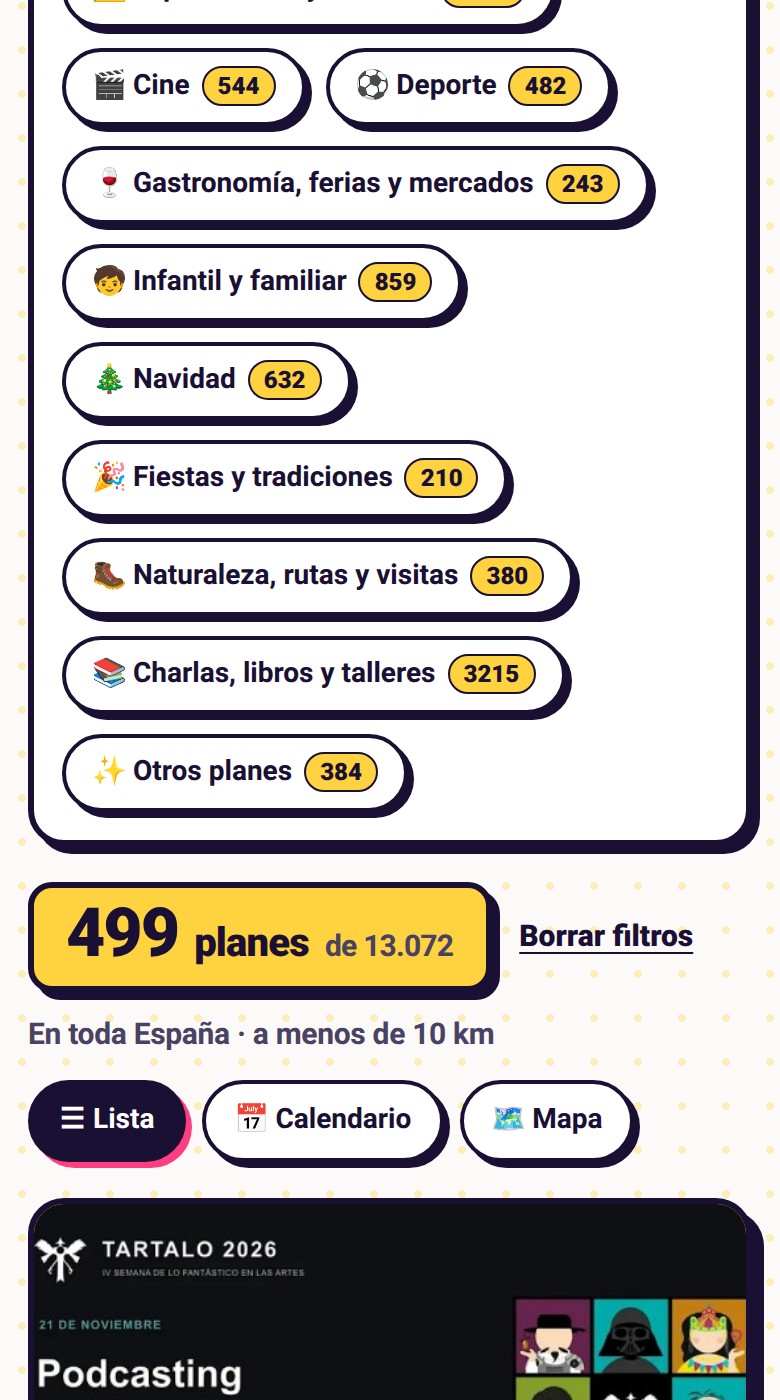 Cine 544
Deporte 482
Gastronomía, ferias y mercados 243
Infantil y familiar 859
Navidad 632
Fiestas y tradiciones 210
Naturaleza, rutas y visitas 380
Charlas, libros y talleres 3215
Otros planes 384
499 planes de 13.072
Borrar filtros
En toda España · a menos de 10 km
☰ Lista
Calendario
Mapa
TARTALO 2026
IV SEMANA DE LO FANTÁSTICO EN LAS ARTES
21 DE NOVIEMBRE
Podcasting